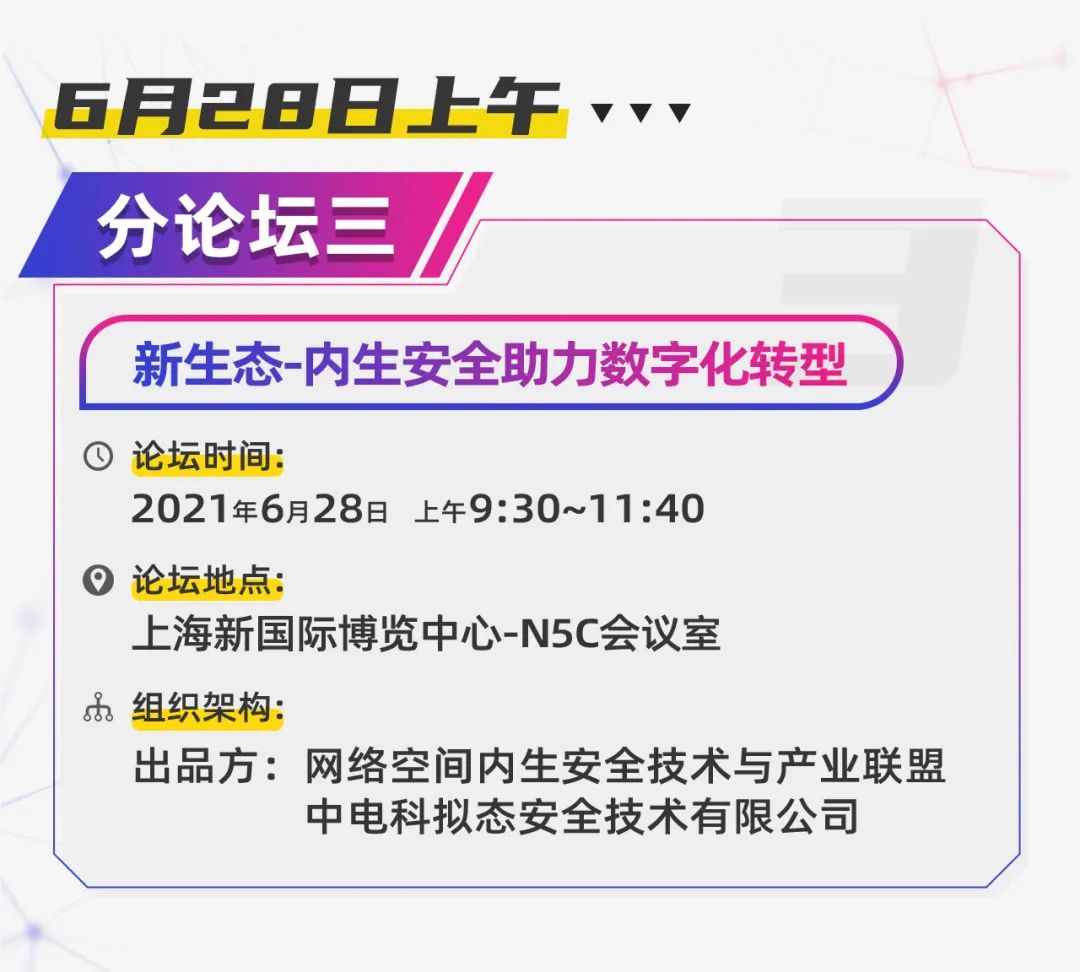 6月28日上午
分论坛三
新生态-内生安全助力数字化转型
论坛时间:
2021年6月28日 上午9:30~11:40
论坛地点:
上海新国际博览中心-N5C会议室
组织架构:
出品方：网络空间内生安全技术与产业联盟
中电科拟态安全技术有限公司